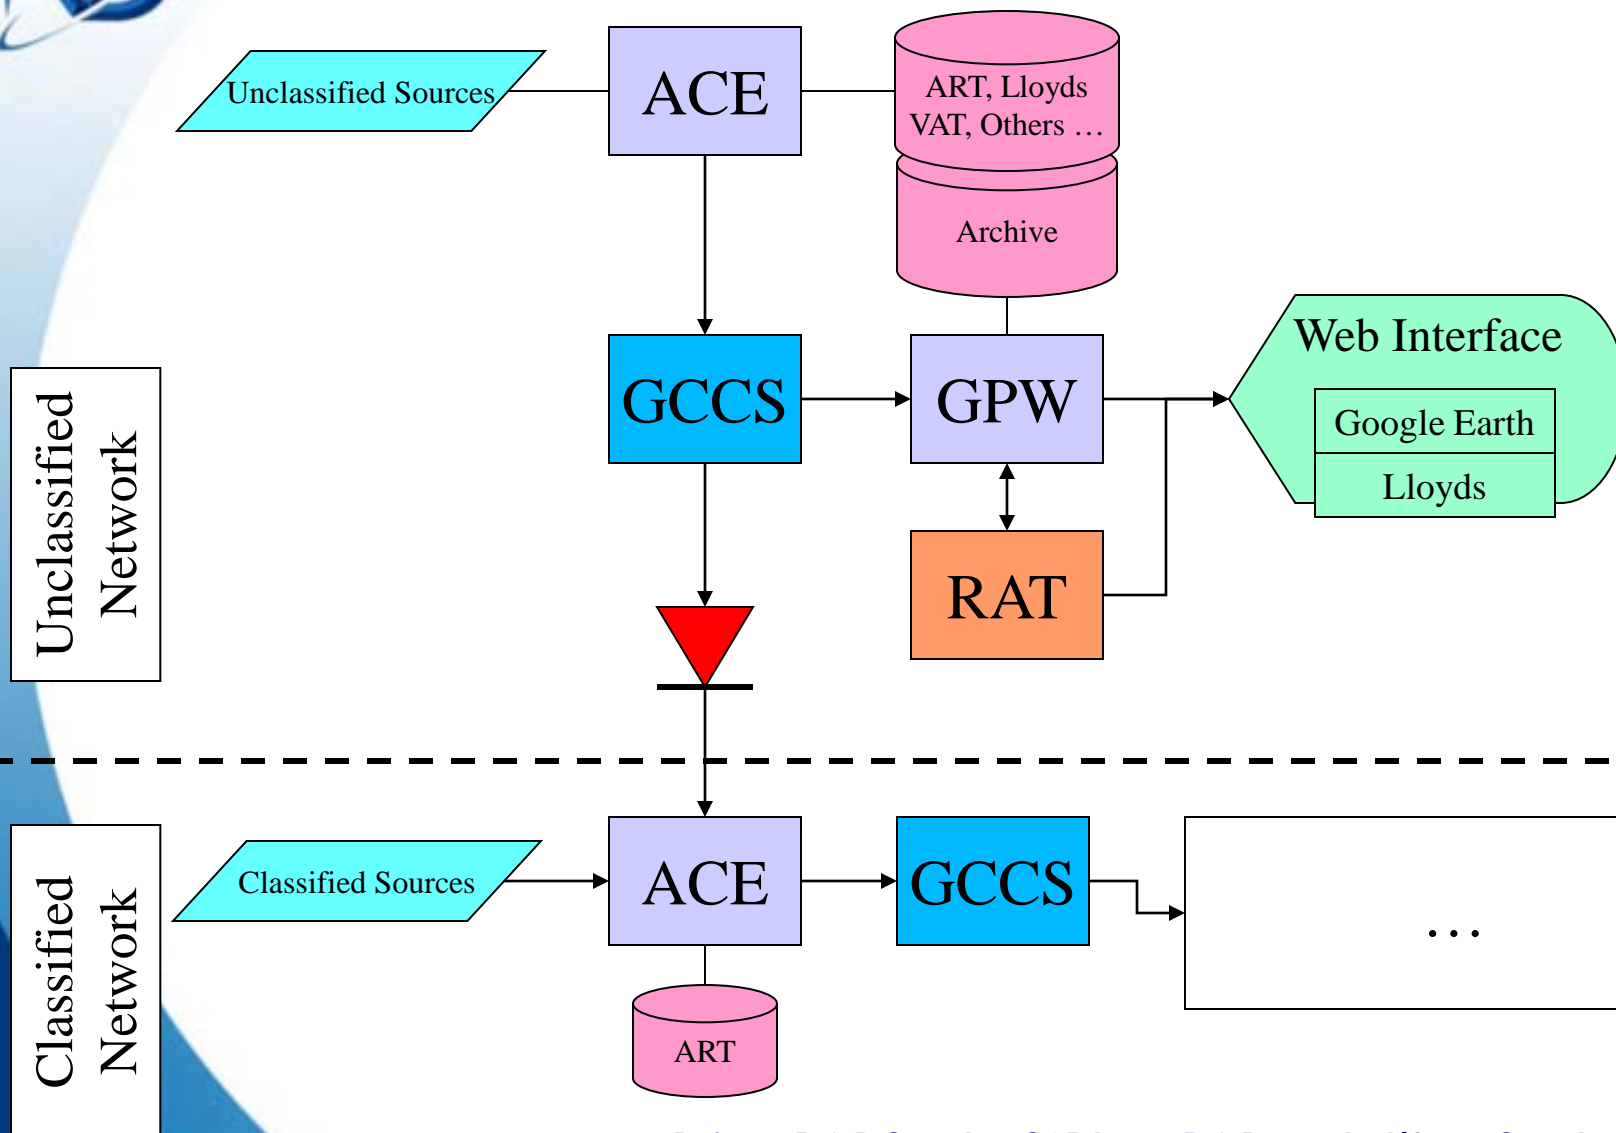 Unclassified Sources
ACE
ART, Lloyds
VAT, Others …
Archive
Web Interface
Google Earth
Lloyds
GCCS
GPW
RAT
Unclassified
Network
Classified
Network
Classified Sources
ACE
GCCS
…
ART